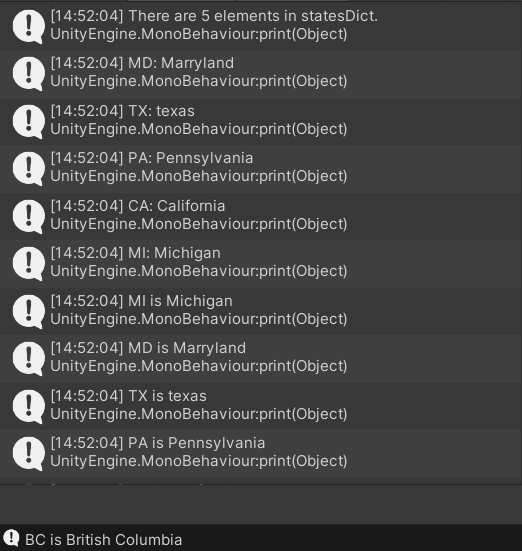 [14:52:04] There are 5 elements in statesDict.
UnityEngine.MonoBehaviour:print(Object)
[14:52:04] MD: Marryland
UnityEngine.MonoBehaviour:print(Object)
[14:52:04] TX: texas
UnityEngine.MonoBehaviour:print(Object)
[14:52:04] PA: Pennsylvania
UnityEngine.MonoBehaviour:print(Object)
[14:52:04] CA: California
UnityEngine.MonoBehaviour:print(Object)
[14:52:04] MI: Michigan
UnityEngine.MonoBehaviour:print(Object)
[14:52:04] MI is Michigan
UnityEngine.MonoBehaviour:print(Object)
[14:52:04] MD is Marryland
UnityEngine.MonoBehaviour:print(Object)
[14:52:04] TX is texas
UnityEngine.MonoBehaviour:print(Object)
[14:52:04] PA is Pennsylvania
UnityEngine.MonoBehaviour:print(Object)
BC is British Columbia